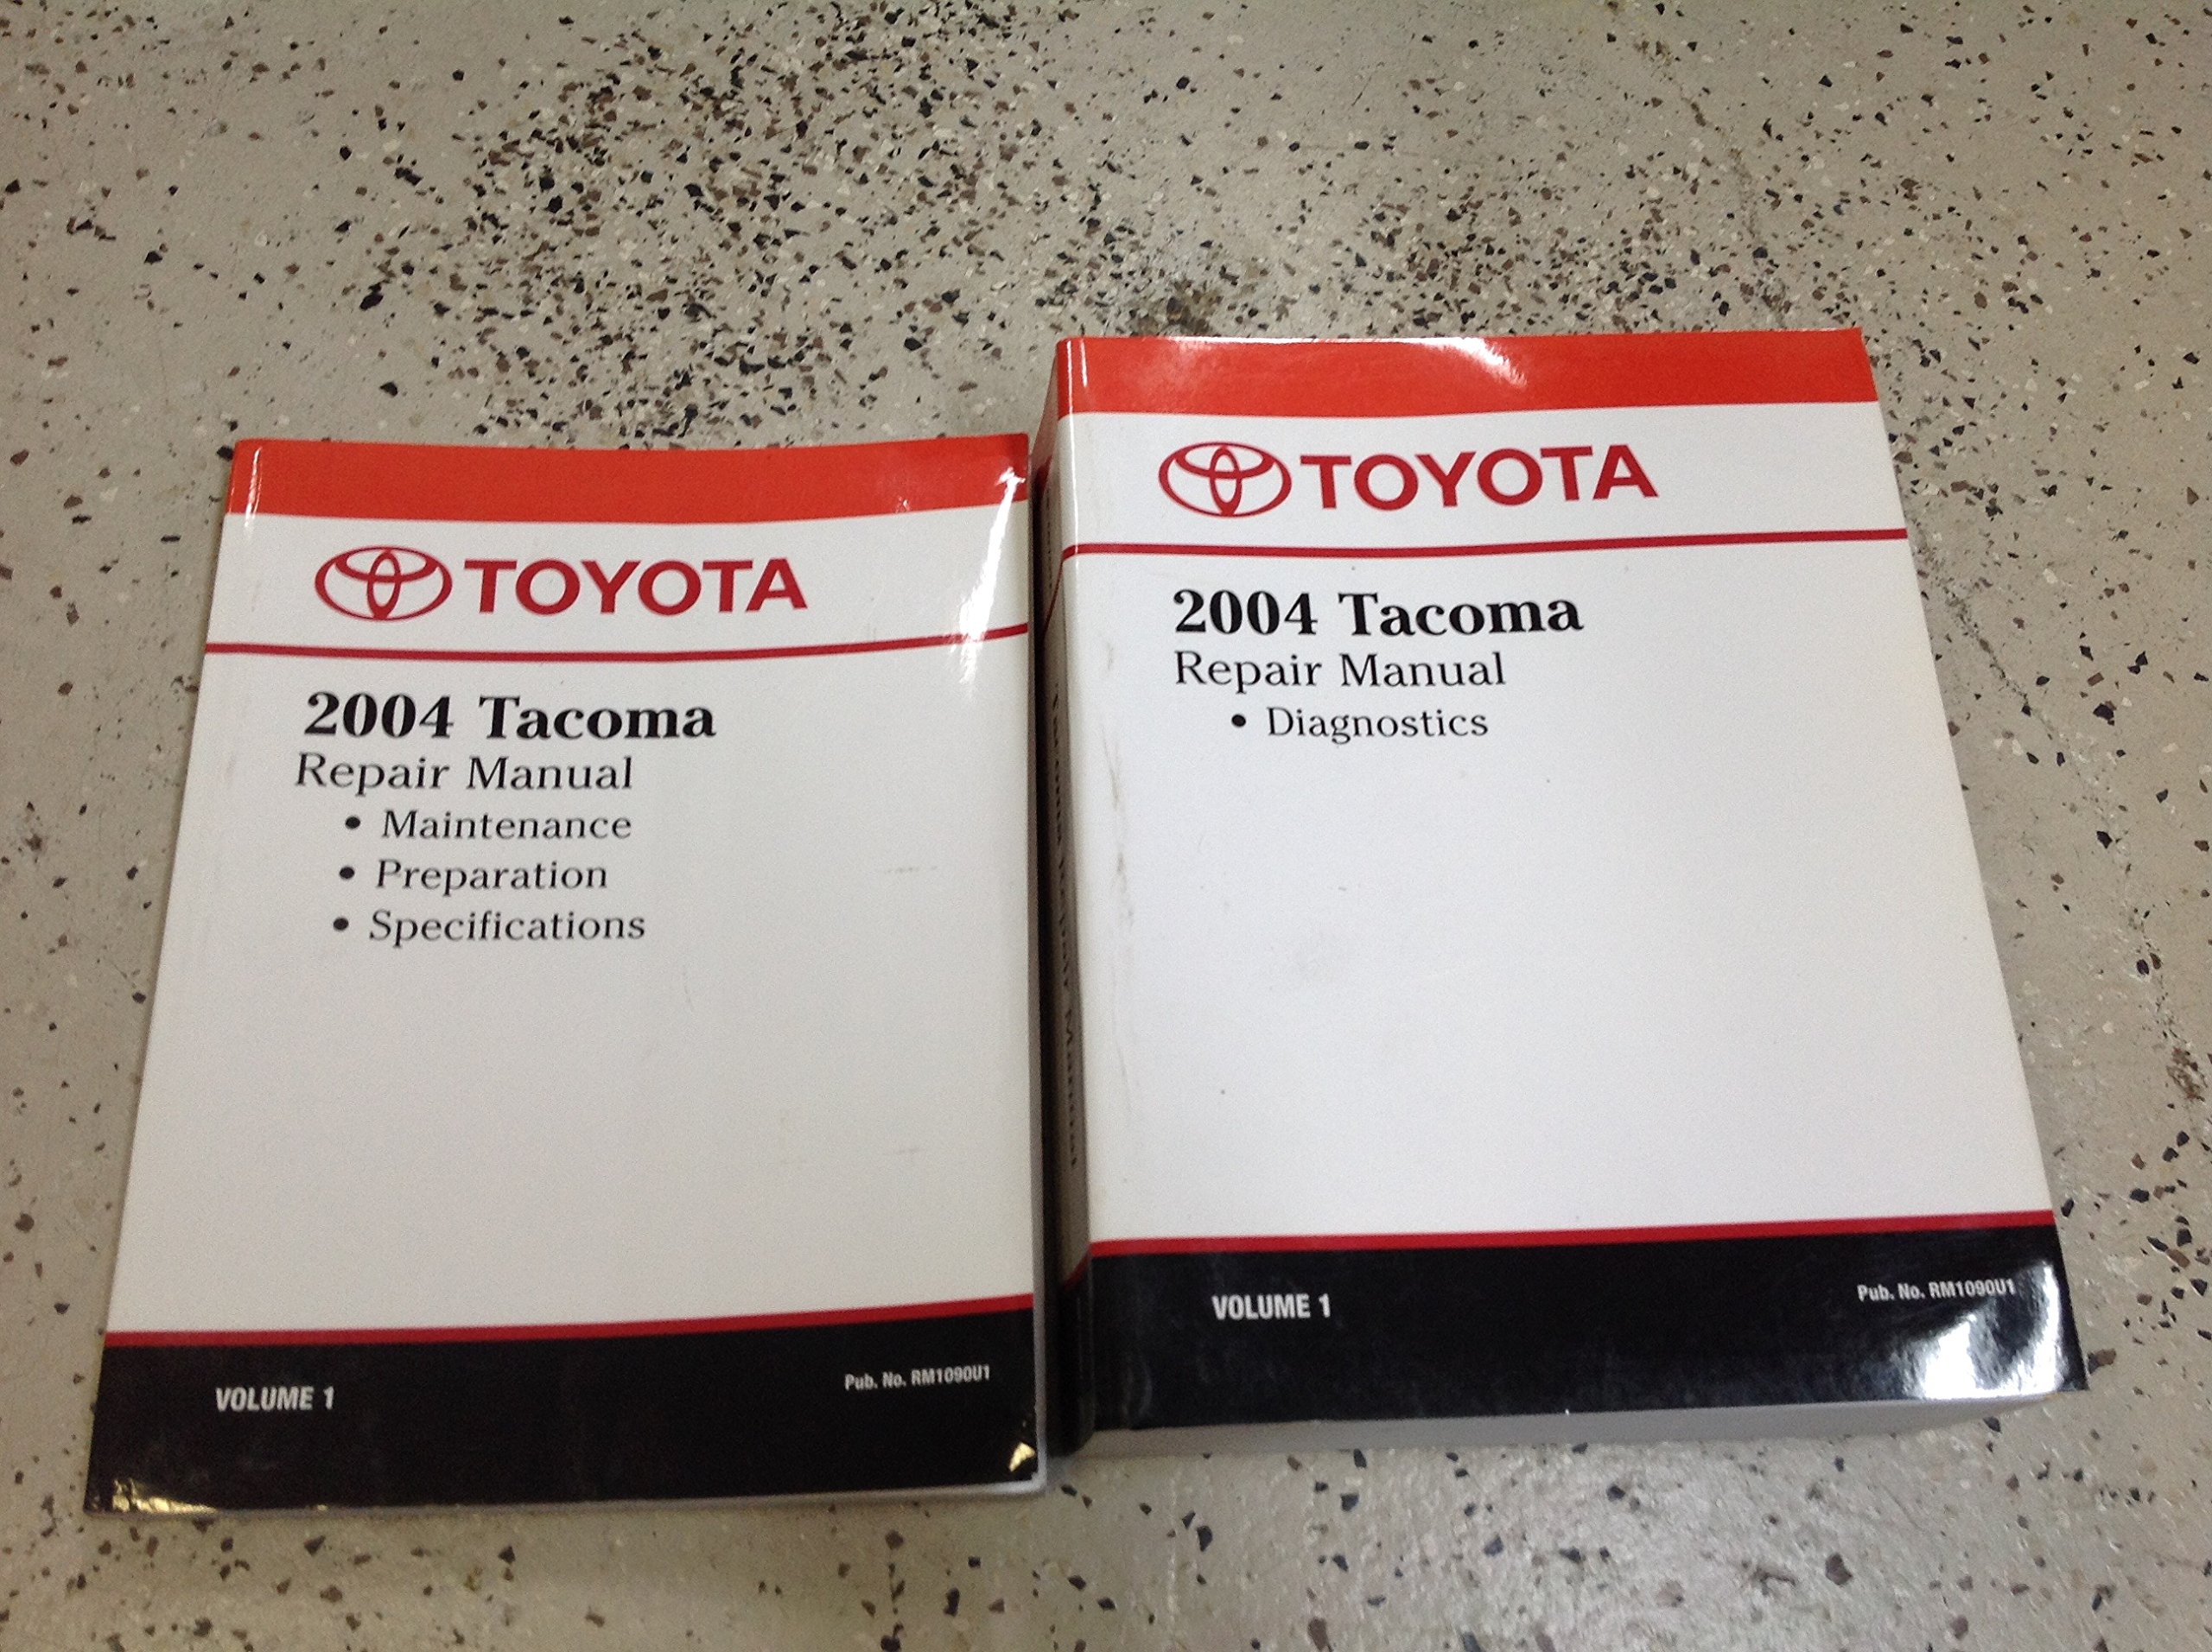 TOYOTA
2004 Tacoma
Repair Manual
• Maintenance
• Preparation
• Specifications
VOLUME 1
Pub. No. RM1090U1
TOYOTA
2004 Tacoma
Repair Manual
• Diagnostics
VOLUME 1
Pub. No. RM1090U1